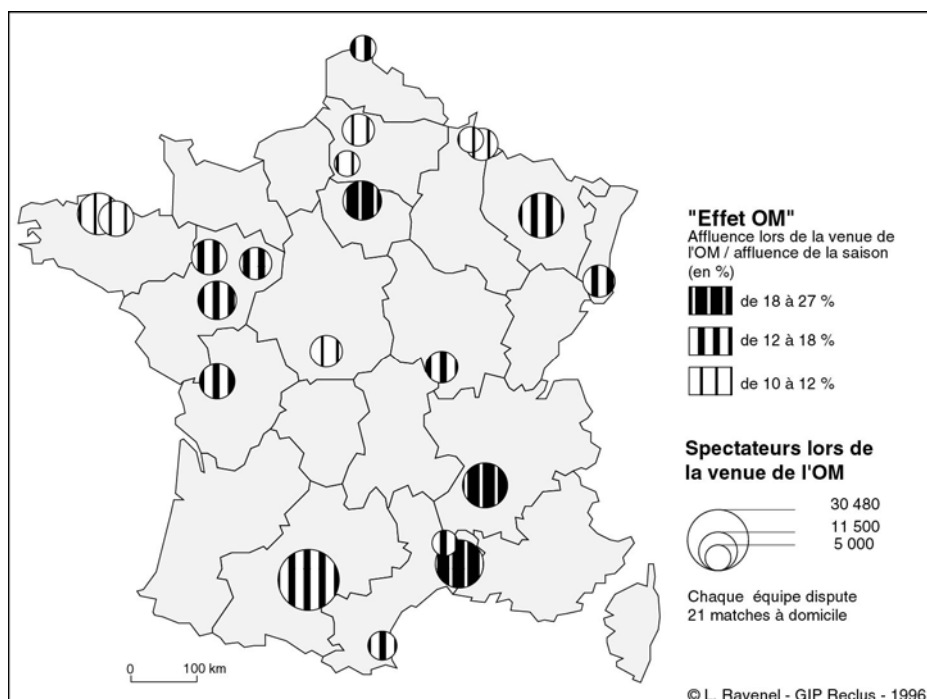 "Effet OM"
Affluence lors de la venue de
l'OM / affluence de la saison
(en %)
de 18 à 27 %
de 12 à 18 %
de 10 à 12 %
Spectateurs lors de
la venue de l'OM
30 480
11 500
5 000
Chaque équipe dispute
21 matches à domicile
0 100 km
© L. Ravenel - GIP Reclus - 1996